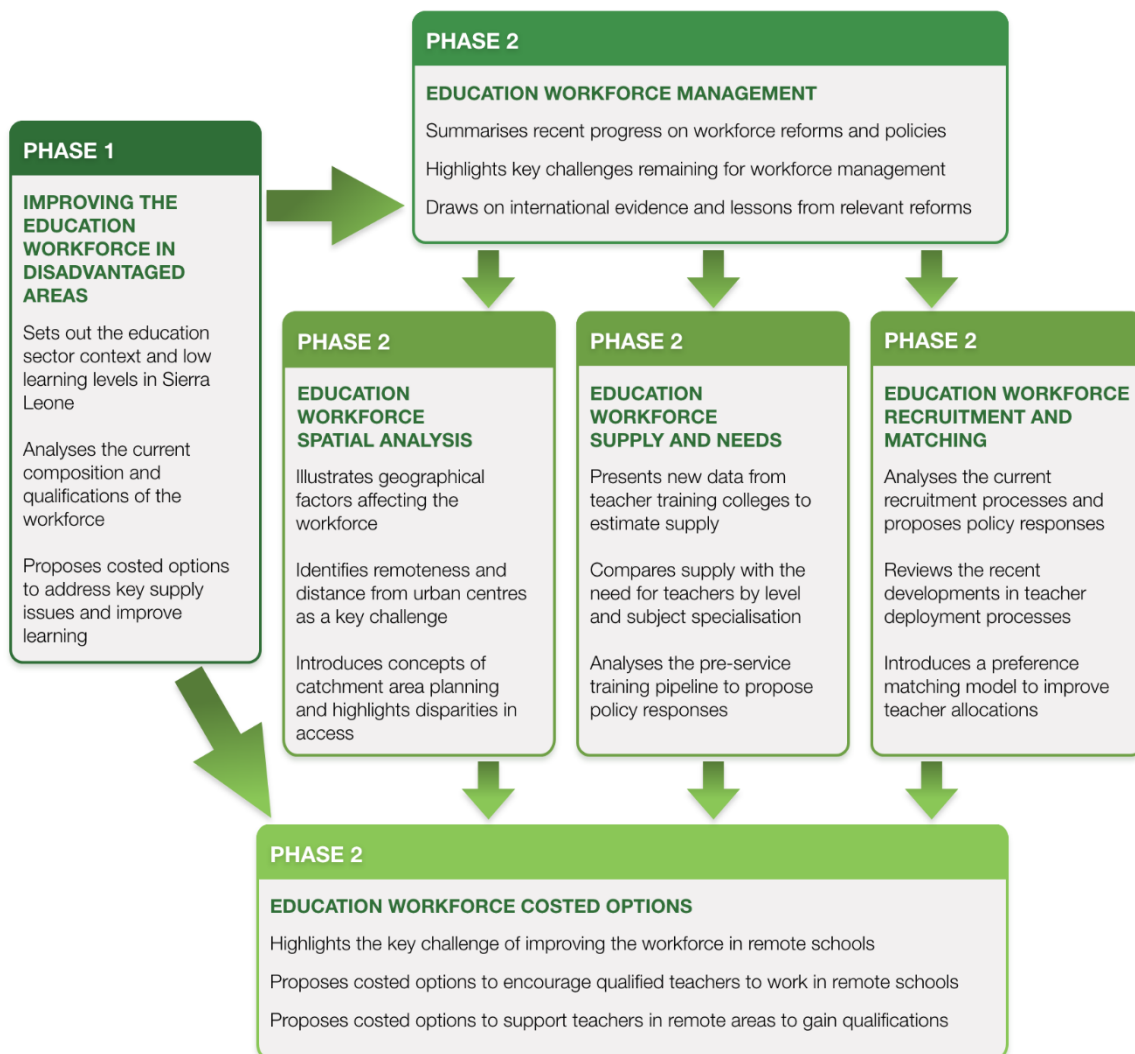 PHASE 2
EDUCATION WORKFORCE MANAGEMENT
Summarises recent progress on workforce reforms and policies
Highlights key challenges remaining for workforce management
Draws on international evidence and lessons from relevant reforms
PHASE 1
IMPROVING THE
EDUCATION
WORKFORCE IN
DISADVANTAGED
AREAS
Sets out the education
sector context and low
learning levels in Sierra
Leone
Analyses the current
composition and
qualifications of the
workforce
Proposes costed options
to address key supply
issues and improve
learning
PHASE 2
EDUCATION
WORKFORCE
SPATIAL ANALYSIS
Illustrates geographical
factors affecting the
workforce
Identifies remoteness and
distance from urban centres
as a key challenge
Introduces concepts of
catchment area planning
and highlights disparities in
access
PHASE 2
EDUCATION
WORKFORCE
SUPPLY AND NEEDS
Presents new data from
teacher training colleges to
estimate supply
Compares supply with the
need for teachers by level
and subject specialisation
Analyses the pre-service
training pipeline to propose
policy responses
PHASE 2
EDUCATION WORKFORCE
RECRUITMENT AND
MATCHING
Analyses the current
recruitment processes and
proposes policy responses
Reviews the recent
developments in teacher
deployment processes
Introduces a preference
matching model to improve
teacher allocations
PHASE 2
EDUCATION WORKFORCE COSTED OPTIONS
Highlights the key challenge of improving the workforce in remote schools
Proposes costed options to encourage qualified teachers to work in remote schools
Proposes costed options to support teachers in remote areas to gain qualifications